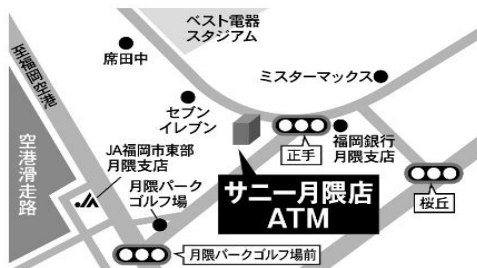 ベスト電器
スタジアム
席田中
至福岡空港
ミスターマックス
セブン
イレブン
福岡銀行
月隈支店
正手
空港滑走路
JA福岡市東部
月隈支店
月隈パーク
ゴルフ場
サニー月隈店
ATM
桜丘
JA
月隈パークゴルフ場前